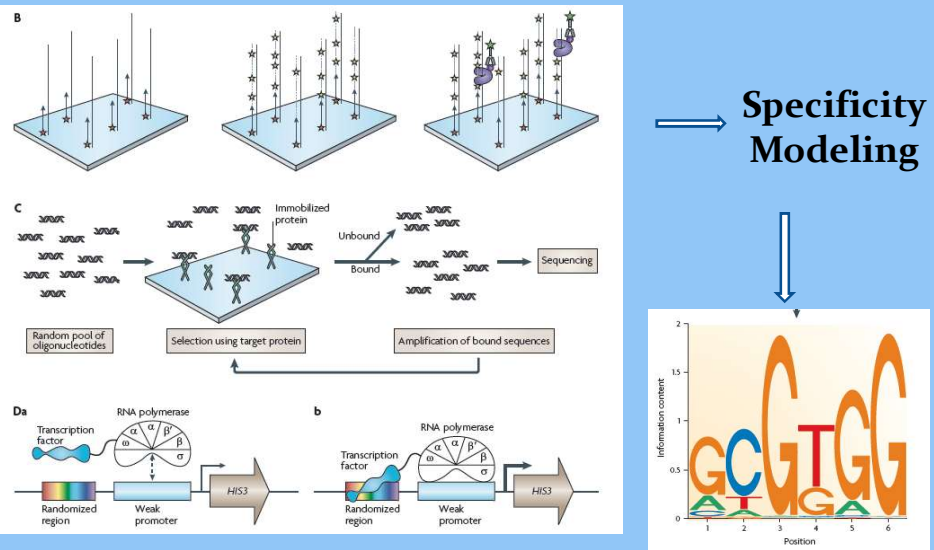 B
Specificity
Modeling
C
Immobilized
protein
Unbound
Bound
Sequencing
Random pool of
oligonucleotides
Selection using target protein
Amplification of bound sequences
Da
RNA polymerase
Transcription
factor
ω α α β′ β σ
HIS3
Randomized
region
Weak
promoter
b
RNA polymerase
Transcription
factor
ω α α β′ β σ
HIS3
Randomized
region
Weak
promoter
Information content
2
1.5
1
0.5
0
G A C
C T A
G
T G
G A
G
1 2 3 4 5 6
Position